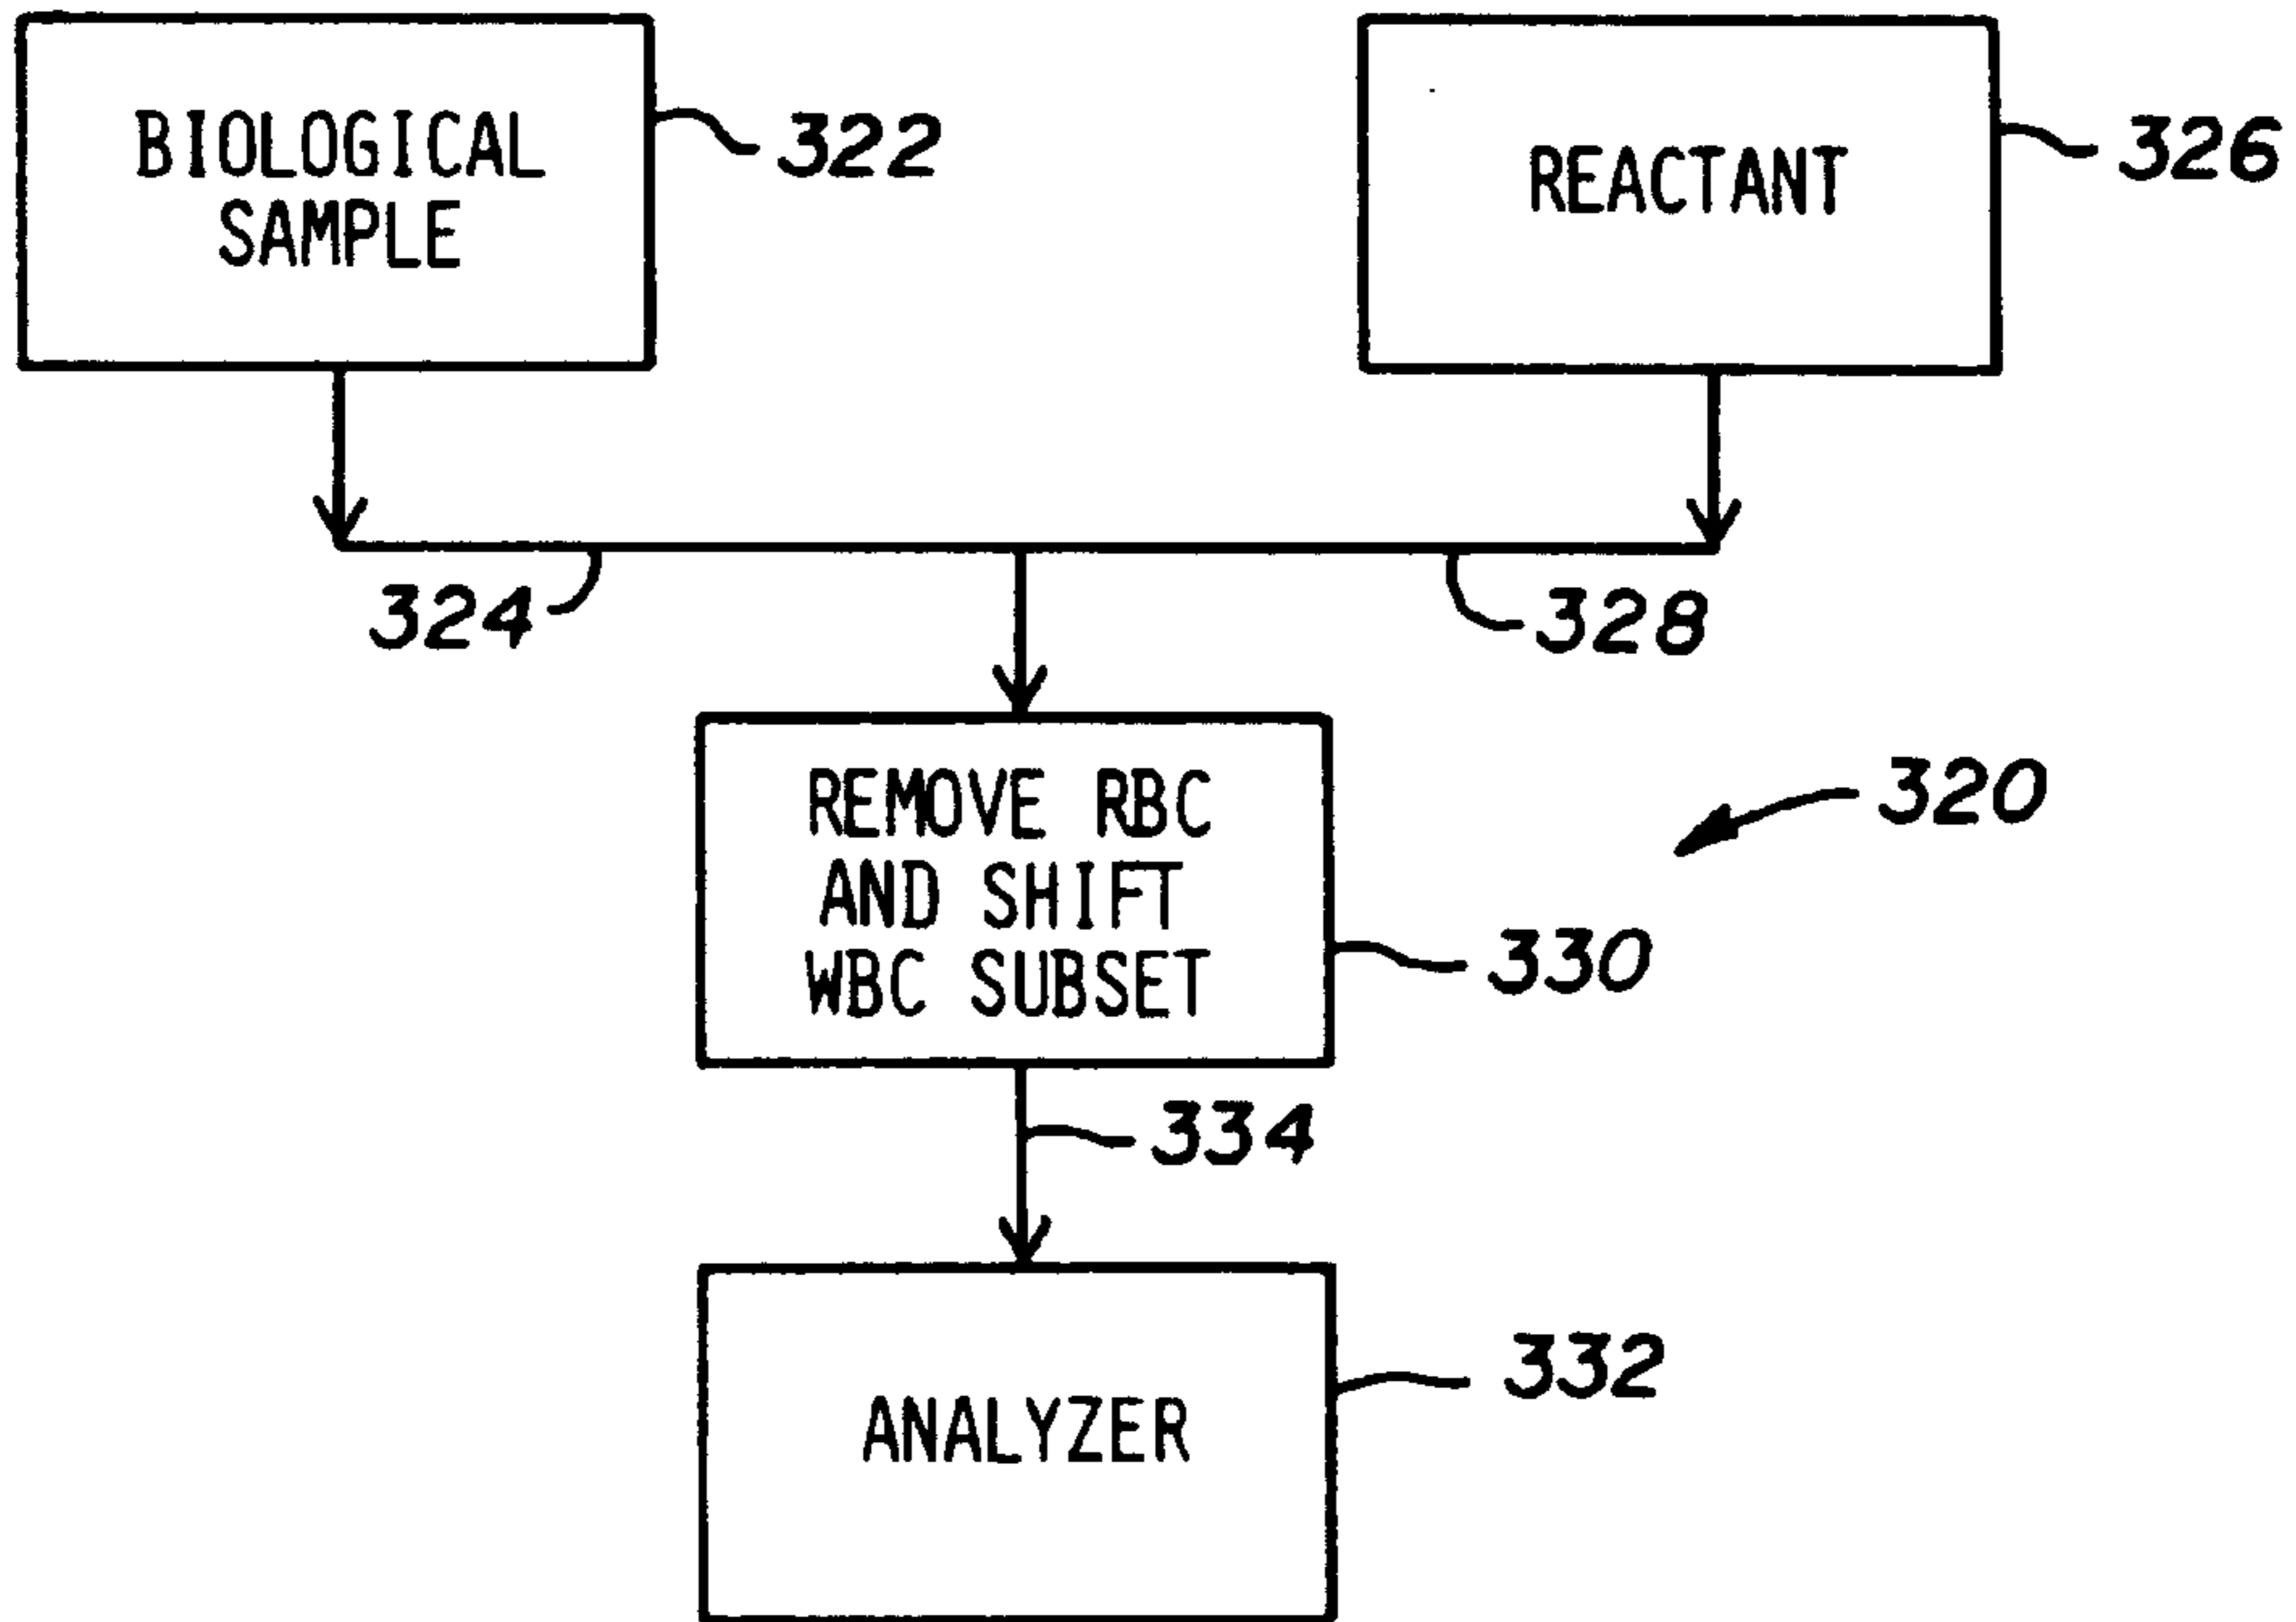 BIOLOGICAL
SAMPLE
322
REACTANT
326
324
328
REMOVE RBC
AND SHIFT
WBC SUBSET
330
320
334
ANALYZER
332